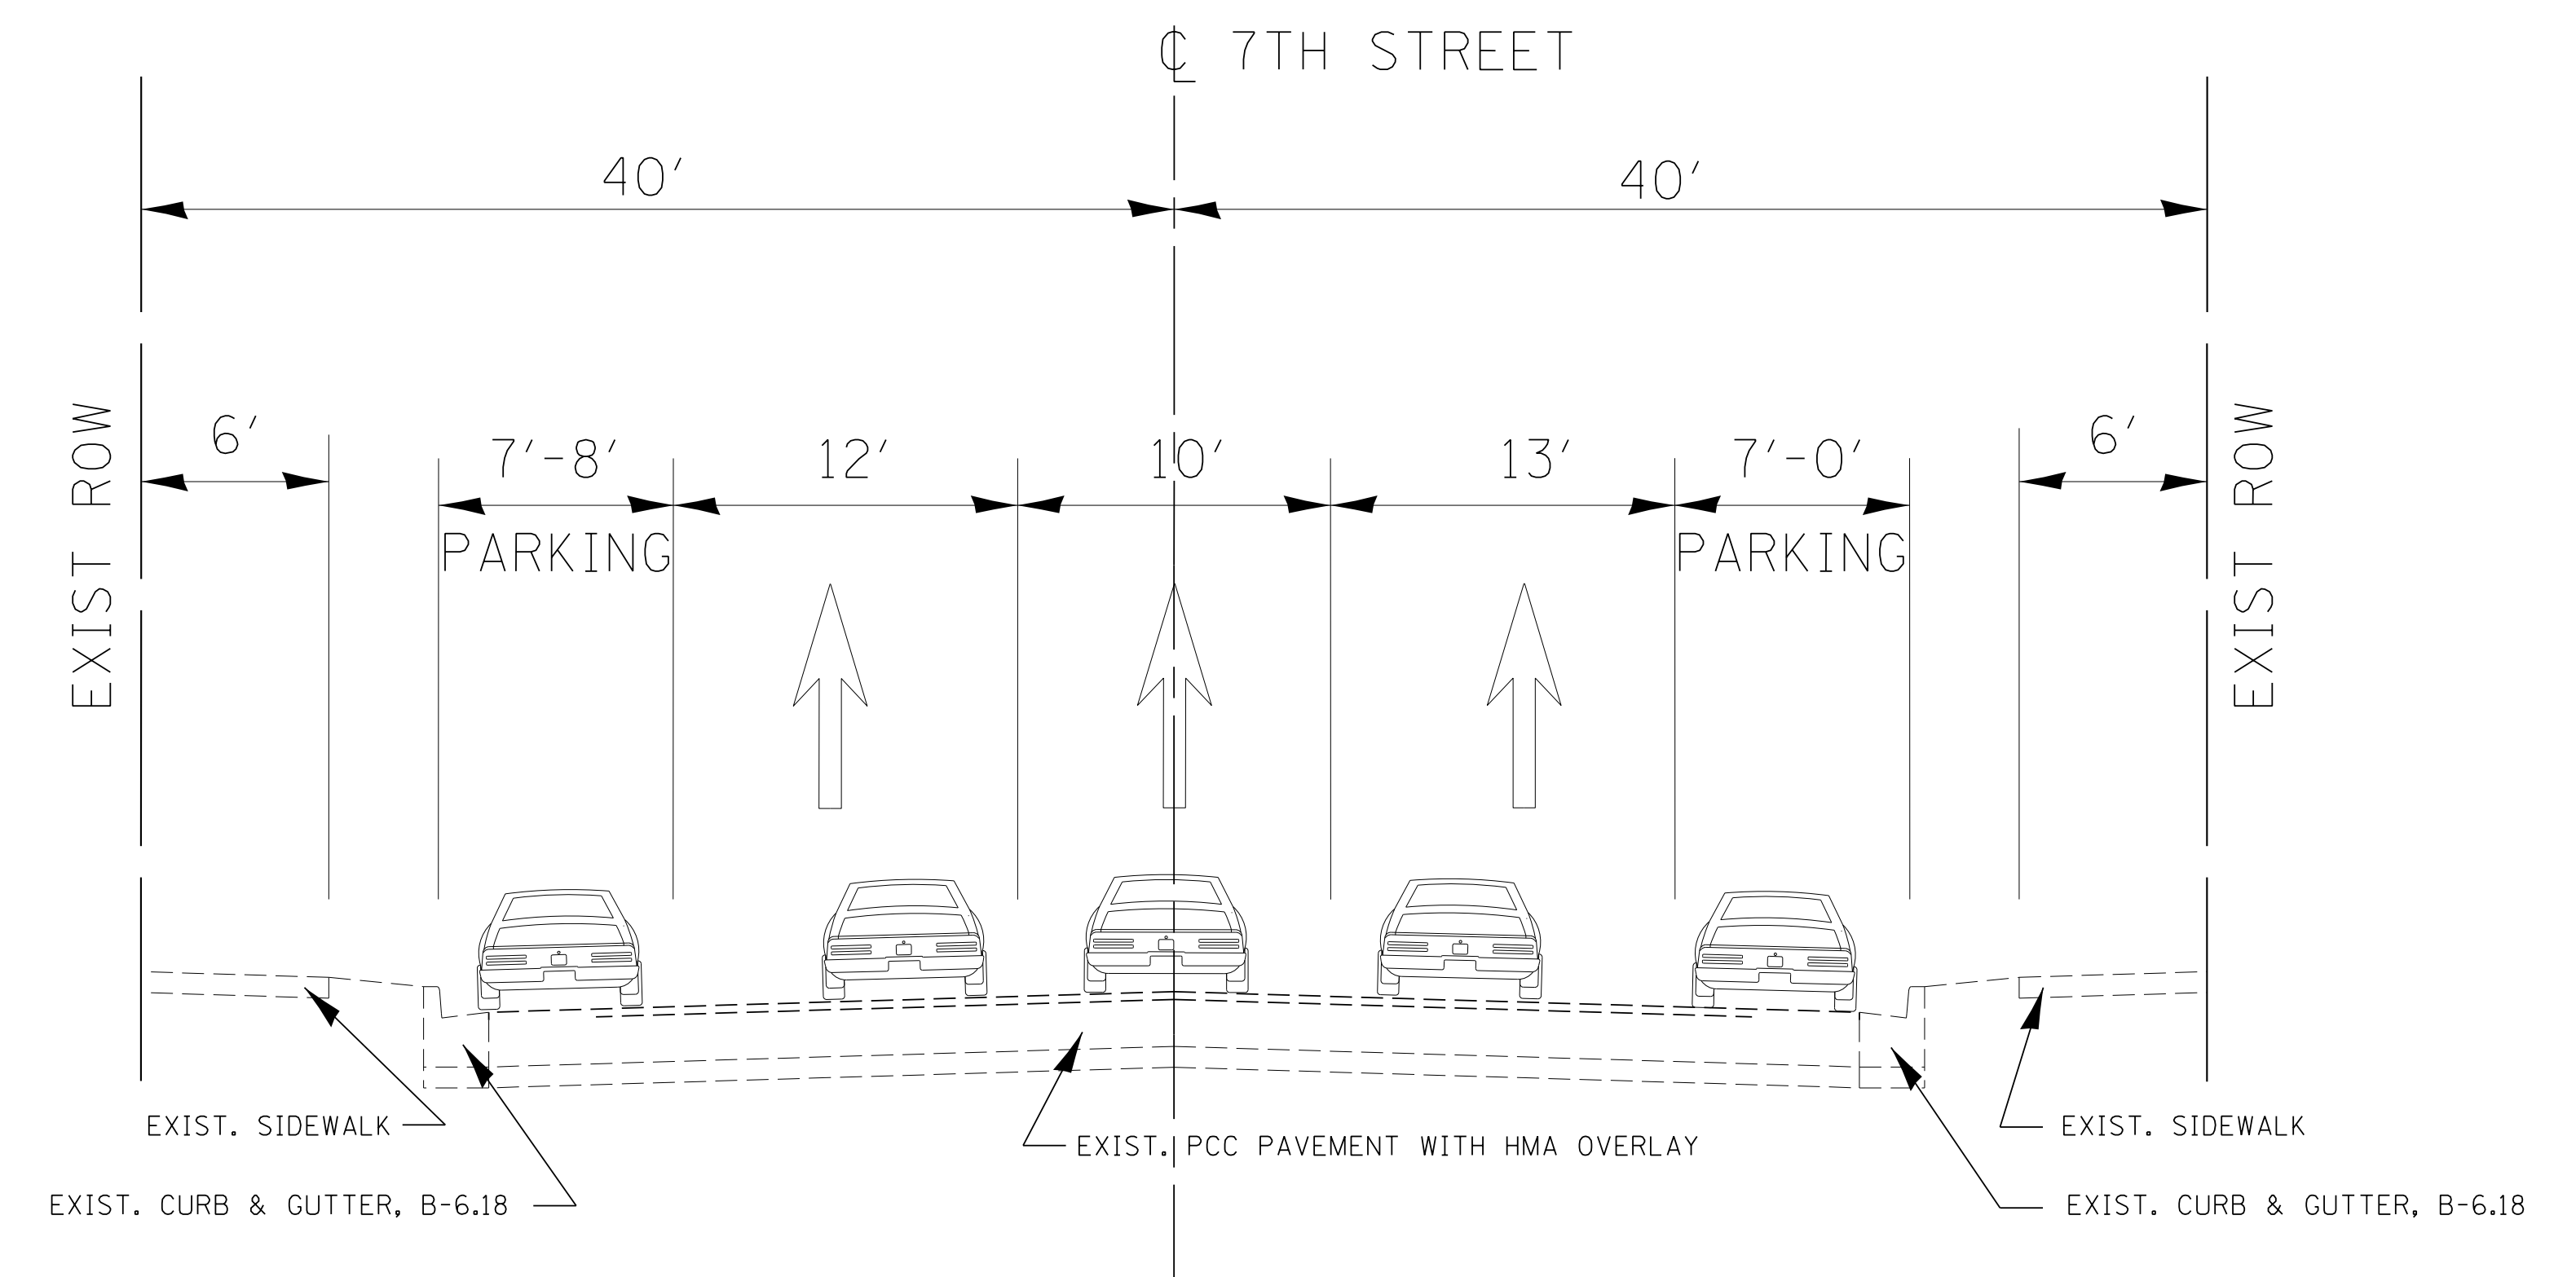 ℄ 7TH STREET
40' 40'
6' 7'-8' 12' 10' 13' 7'-0' 6'
PARKING PARKING
EXIST ROW
EXIST ROW
EXIST. SIDEWALK
EXIST. PCC PAVEMENT WITH HMA OVERLAY
EXIST. SIDEWALK
EXIST. CURB & GUTTER, B-6.18
EXIST. CURB & GUTTER, B-6.18